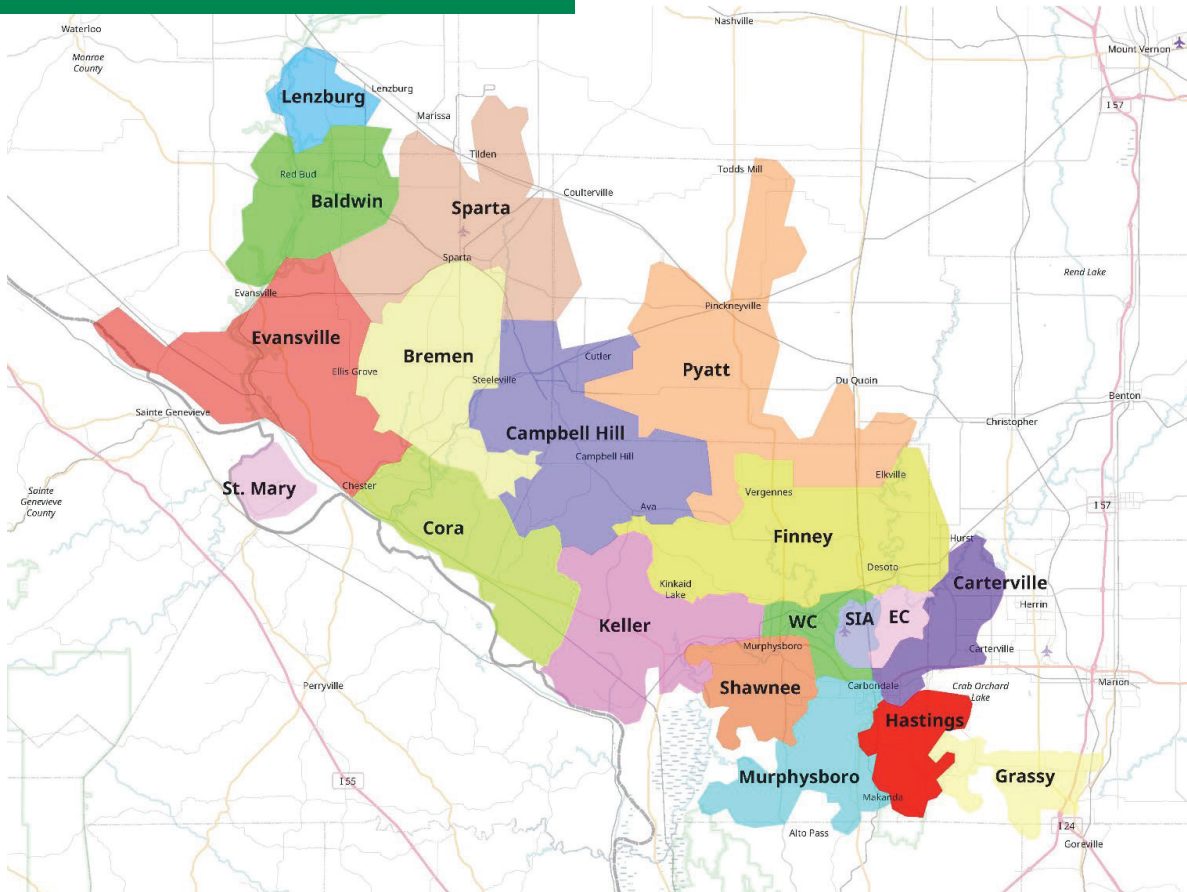 Waterloo
Nashville
Monroe
County
Mount Vernon
Lenzburg
Lenzburg
I 57
Marissa
Tilden
Todds Mill
Red Bud
Coulterville
Baldwin
Sparta
Sparta
Rend Lake
Evansville
Pinckneyville
Evansville
Bremen
Cutler
Ellis Grove
Steeleville
Pyatt
Du Quoin
Benton
Sainte Genevieve
Christopher
Campbell Hill
Campbell Hill
St. Mary
Chester
Elkville
Sainte
Genevieve
County
Vergennes
Ava
I 57
Cora
Finney
Hurst
Desoto
Kinkaid
Lake
Carterville
Herrin
Keller
WC
SIA
EC
Murphysboro
Carterville
Perryville
Shawnee
Carbondale
Crab Orchard
Lake
Marion
Hastings
I 55
Murphysboro
Grassy
Makanda
Alto Pass
I 24
Goreville